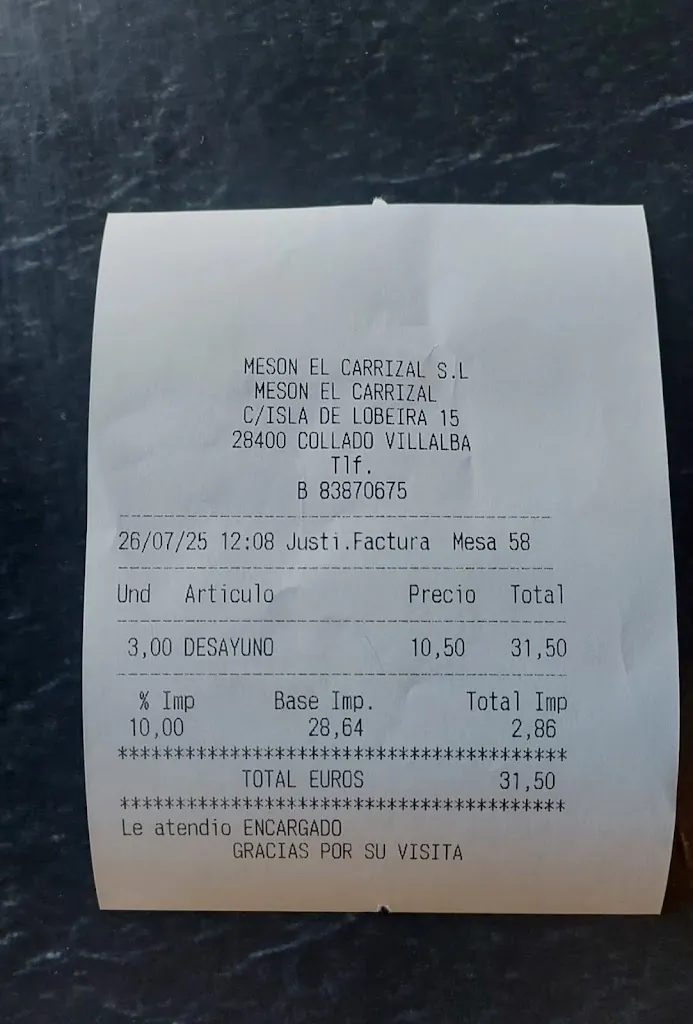 MESON EL CARRIZAL S.L
MESON EL CARRIZAL
C/ISLA DE LOBEIRA 15
28400 COLLADO VILLALBA
Tlf.
B 83870675
--------------------------------------------
26/07/25 12:08 Justi.Factura Mesa 58
--------------------------------------------
Und Articulo Precio Total
--------------------------------------------
3,00 DESAYUNO 10,50 31,50
--------------------------------------------
% Imp Base Imp. Total Imp
10,00 28,64 2,86
****************************************
TOTAL EUROS 31,50
****************************************
Le atendio ENCARGADO
GRACIAS POR SU VISITA